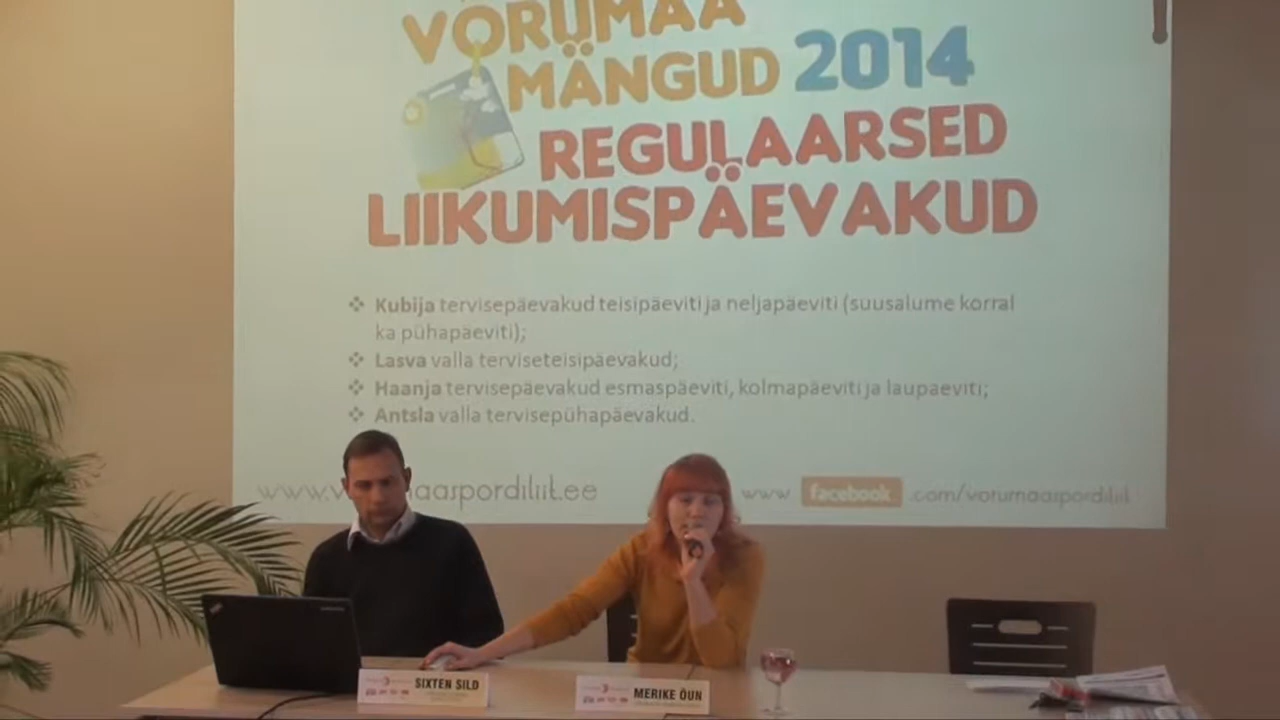 VÕRUMAA
MÄNGUD 2014
REGULAARSED
LIIKUMISPÄEVAKUD
❖ Kubija tervisepäevakud teisipäeviti ja neljapäeviti (suusalume korral
ka pühapäeviti);
❖ Lasva valla terviseteisipäevakud;
❖ Haanja tervisepäevakud esmaspäeviti, kolmapäeviti ja laupäeviti;
❖ Antsla valla tervisepühapäevakud.
www facebook .com/vorumaaspordiliit
SIXTEN SILD
MERIKE ÕUN